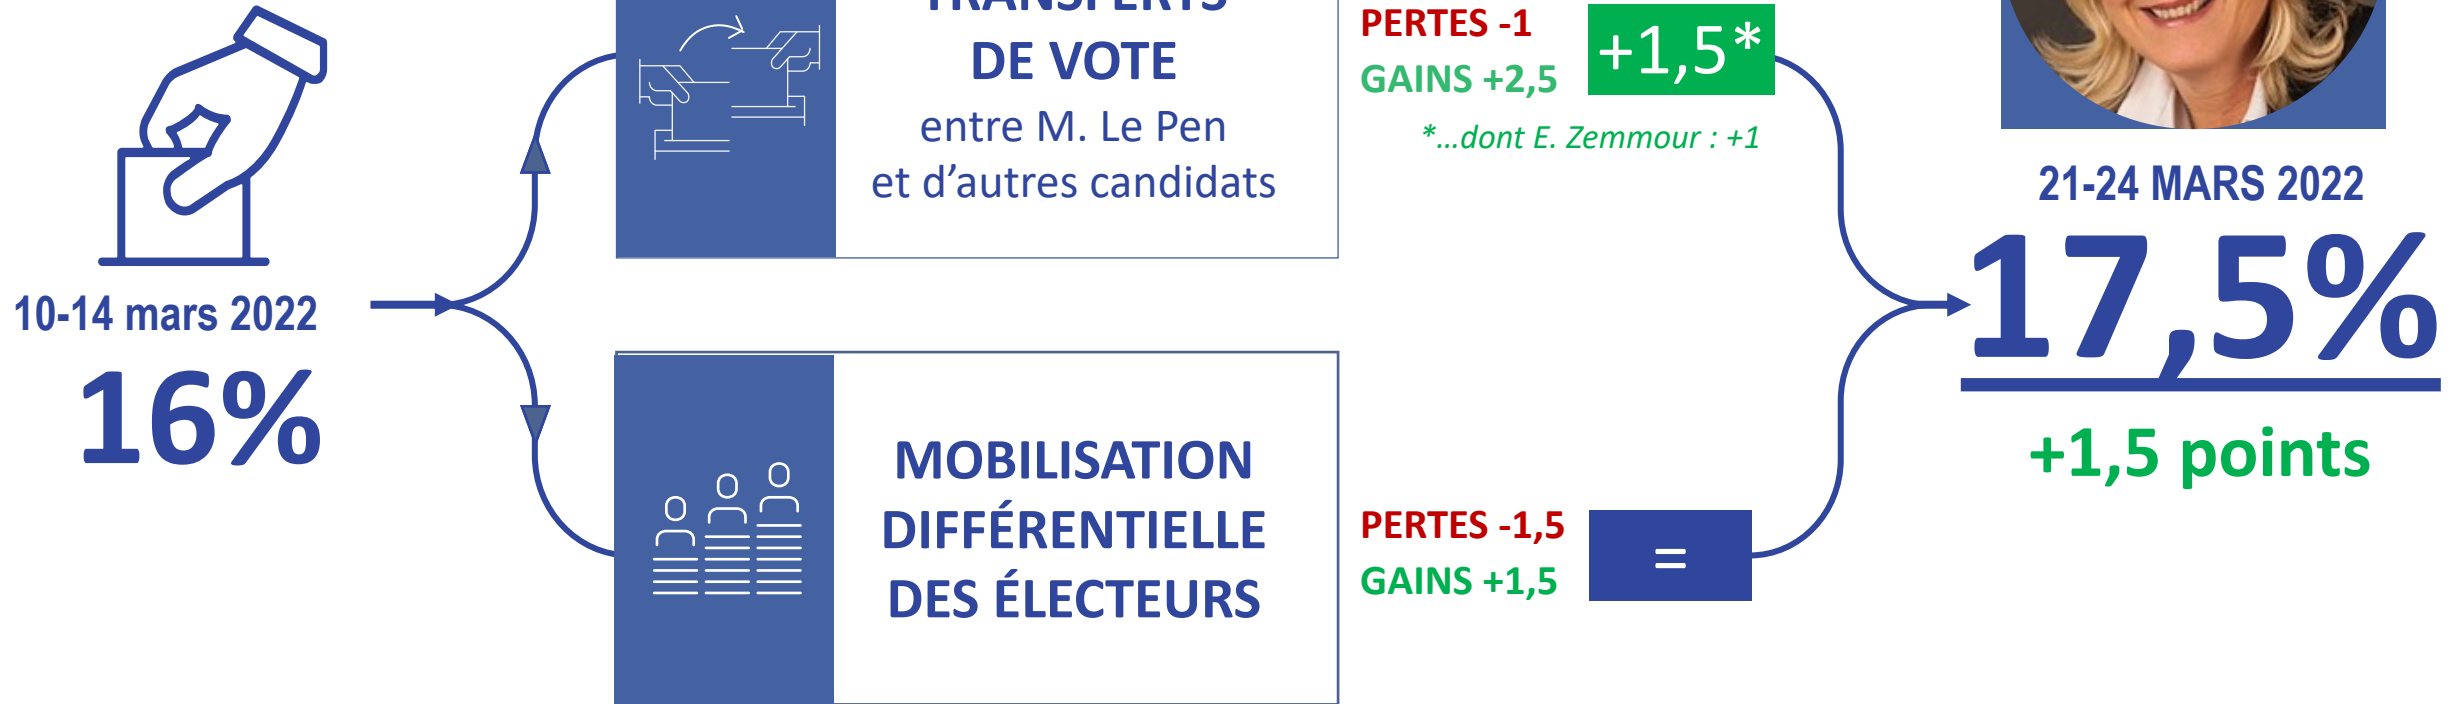 TRANSFERTS
DE VOTE
entre M. Le Pen
et d'autres candidats
PERTES -1
GAINS +2,5
+1,5*
*...dont E. Zemmour : +1
10-14 mars 2022
16%
MOBILISATION
DIFFÉRENTIELLE
DES ÉLECTEURS
PERTES -1,5
GAINS +1,5
=
21-24 MARS 2022
17,5%
+1,5 points